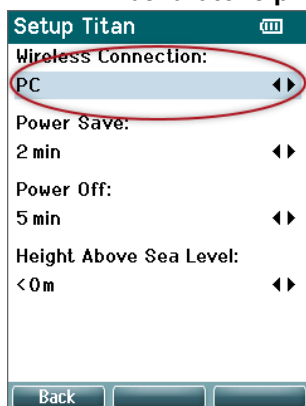 Setup Titan
Wireless Connection:
PC
Power Save:
2 min
Power Off:
5 min
Height Above Sea Level:
<0m
Back